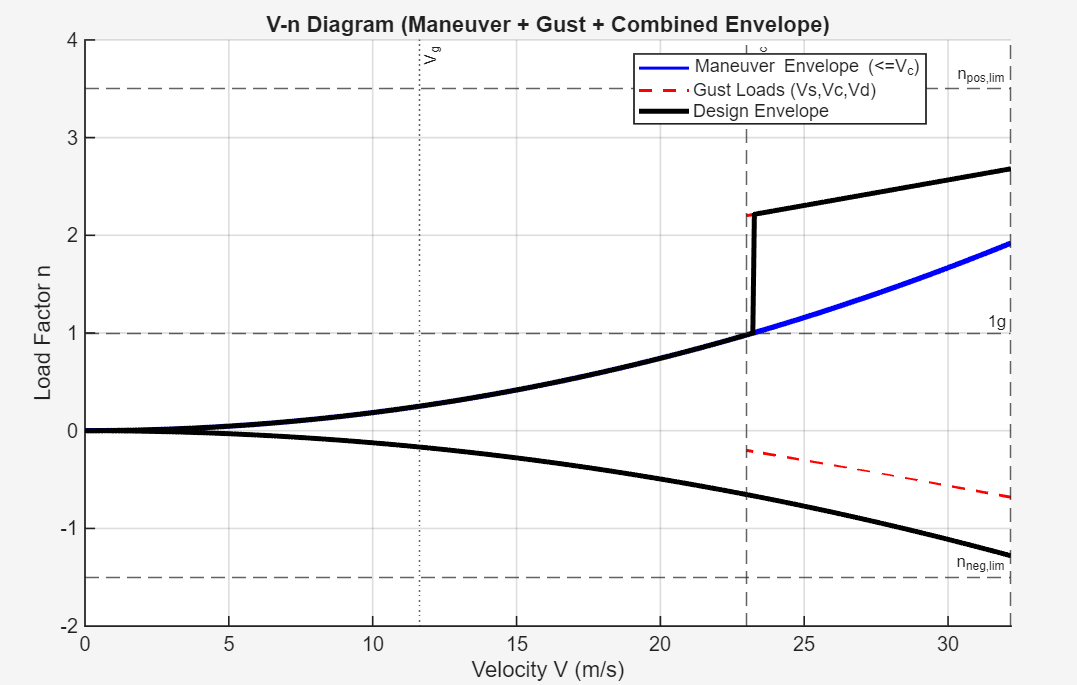 V-n Diagram (Maneuver + Gust + Combined Envelope)
4
3
2
1
0
-1
-2
Load Factor n
V_g
c
Maneuver Envelope (<=V_c)
Gust Loads (Vs,Vc,Vd)
Design Envelope
n_pos,lim
1g
n_neg,lim
0 5 10 15 20 25 30
Velocity V (m/s)